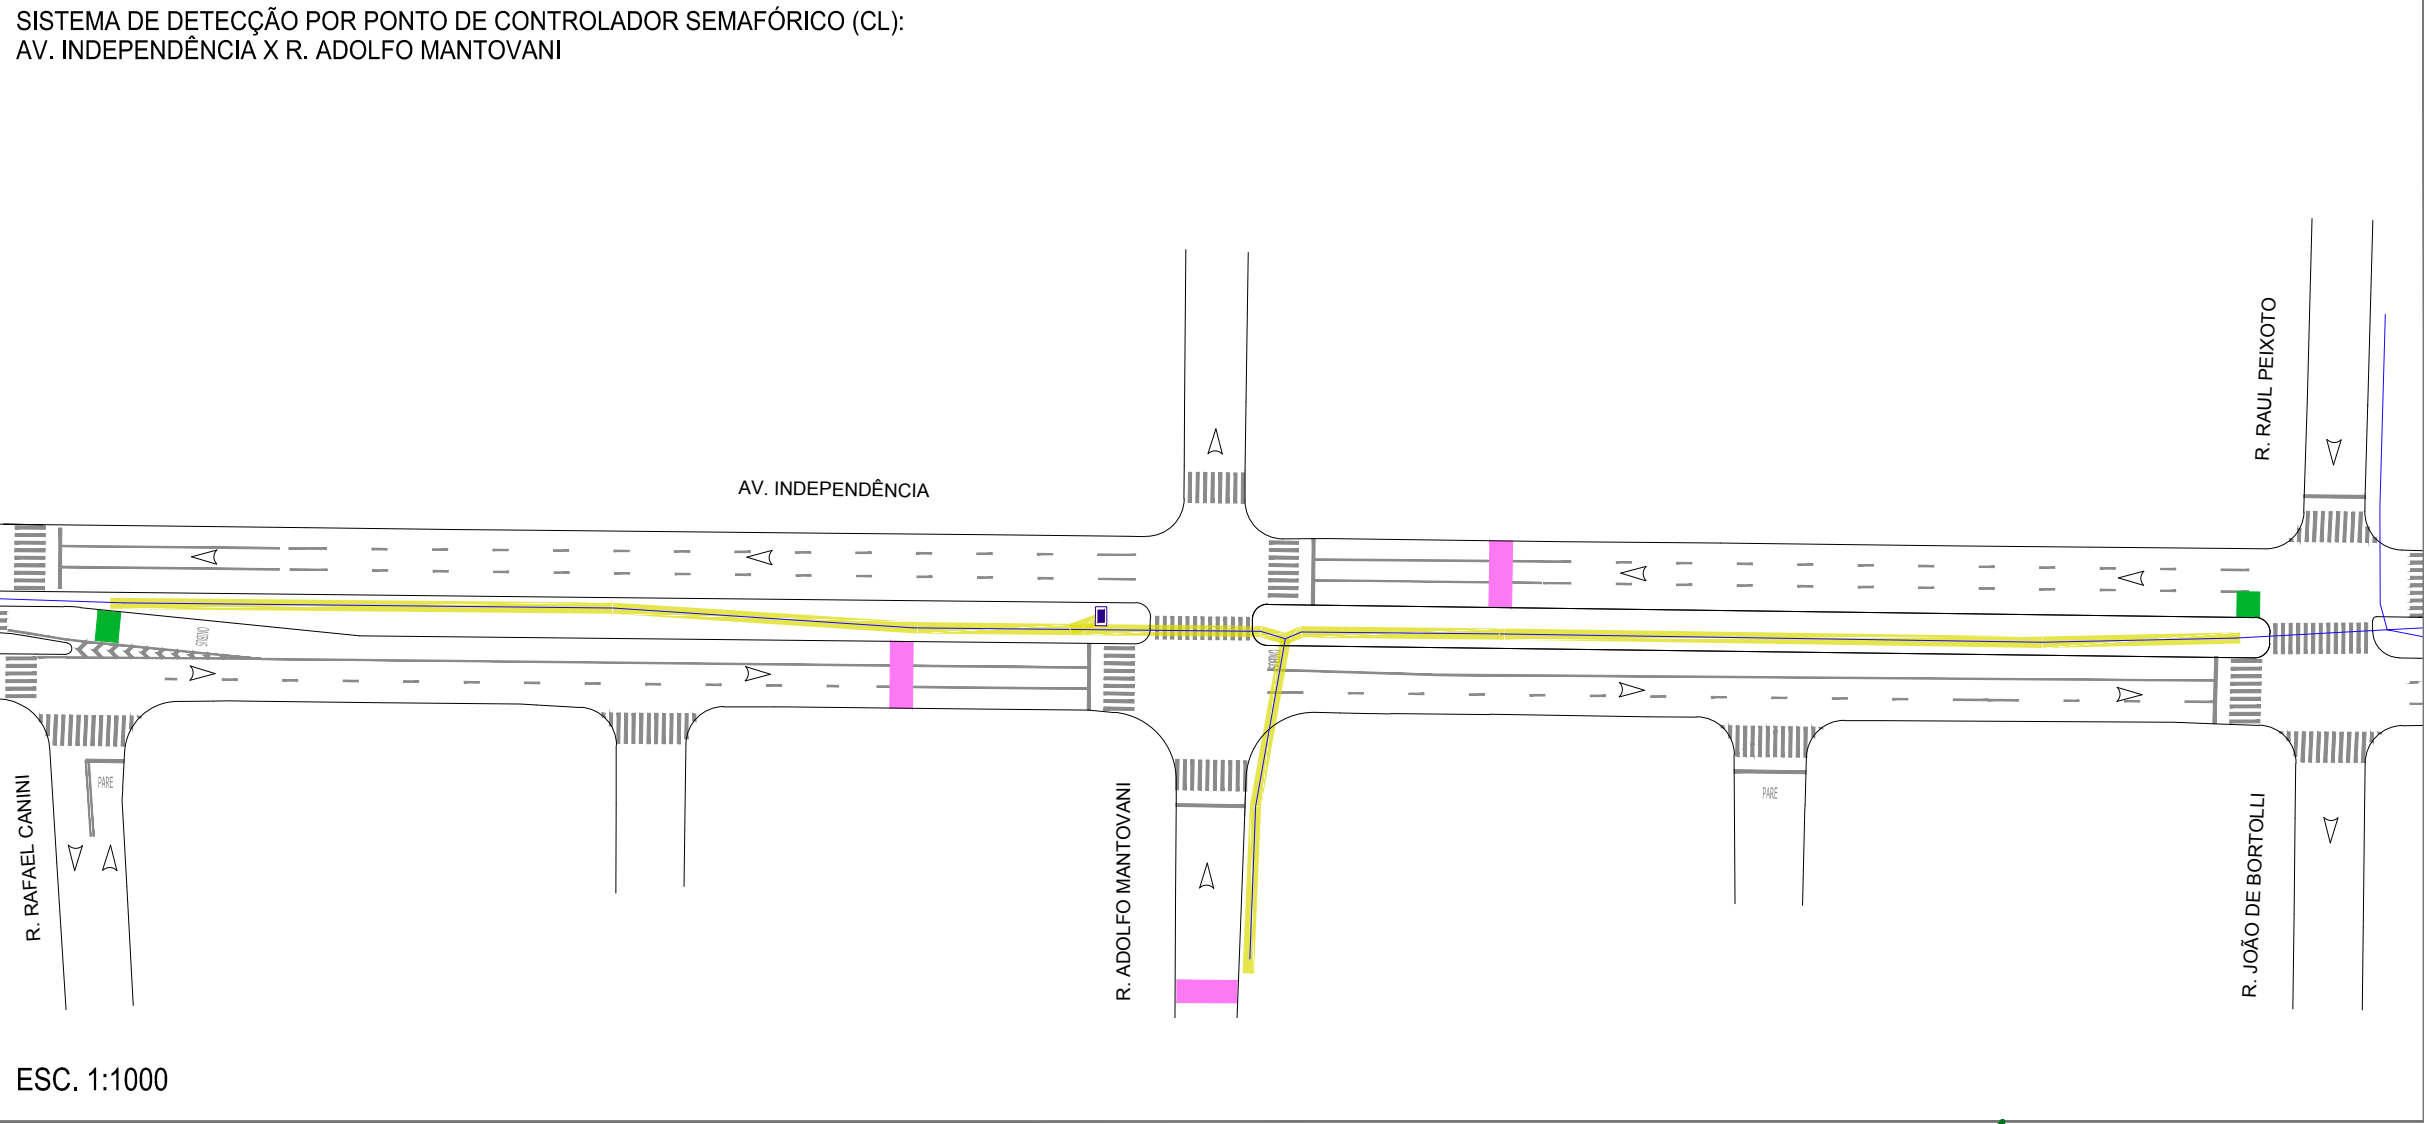 SISTEMA DE DETECÇÃO POR PONTO DE CONTROLADOR SEMAFÓRICO (CL):
AV. INDEPENDÊNCIA X R. ADOLFO MANTOVANI
R. RAUL PEIXOTO
AV. INDEPENDÊNCIA
PARE
PARE
R. RAFAEL CANINI
R. ADOLFO MANTOVANI
R. JOÃO DE BORTOLLI
ESC. 1:1000